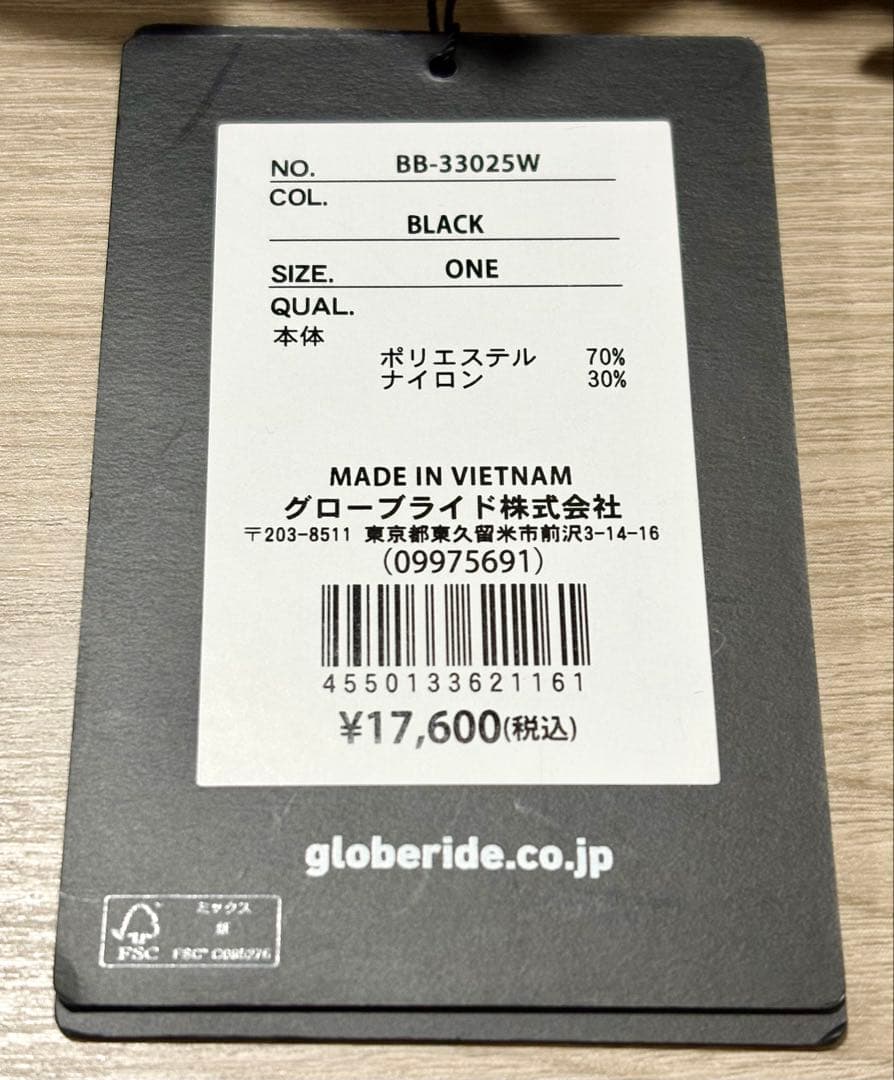 NO. BB-33025W
COL.
BLACK
SIZE. ONE
QUAL.
本体
ポリエステル 70%
ナイロン 30%
MADE IN VIETNAM
グローブライド株式会社
〒203-8511 東京都東久留米市前沢3-14-16
(09975691)
4550133621161
¥17,600(税込)
globeride.co.jp
ミックス
紙
FSC
FSC®